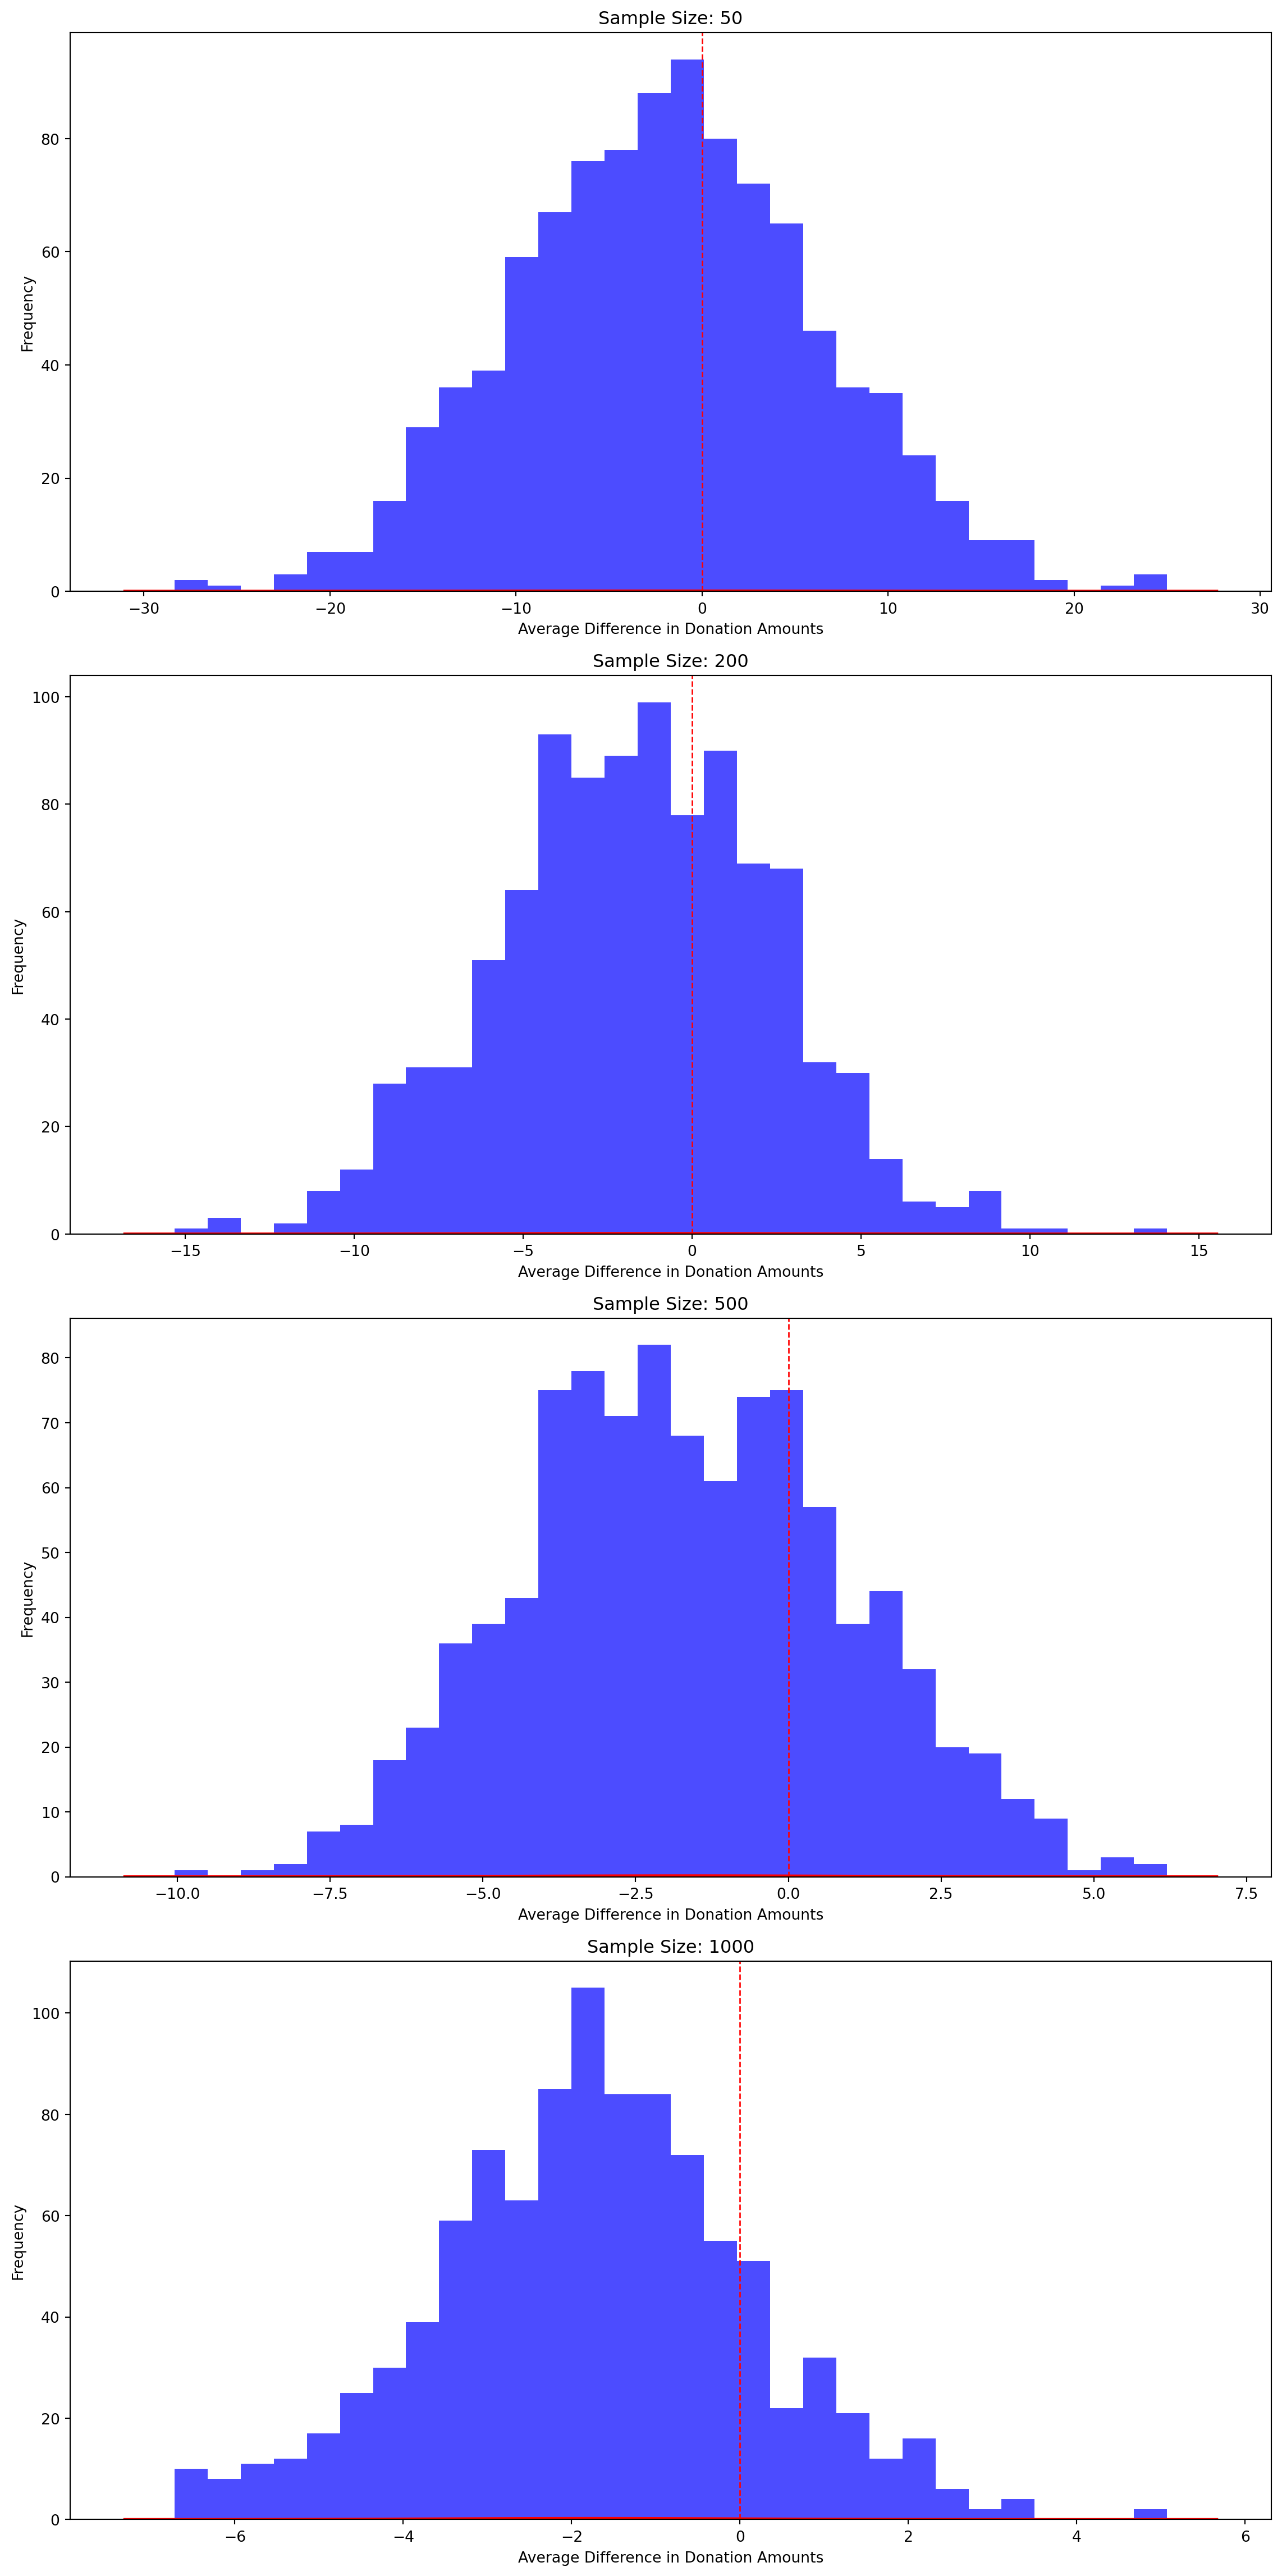 Sample Size: 50
Frequency
80
60
40
20
0
−30 −20 −10 0 10 20 30
Average Difference in Donation Amounts
Sample Size: 200
Frequency
100
80
60
40
20
0
−15 −10 −5 0 5 10 15
Average Difference in Donation Amounts
Sample Size: 500
Frequency
80
70
60
50
40
30
20
10
0
−10.0 −7.5 −5.0 −2.5 0.0 2.5 5.0 7.5
Average Difference in Donation Amounts
Sample Size: 1000
Frequency
100
80
60
40
20
0
−6 −4 −2 0 2 4 6
Average Difference in Donation Amounts